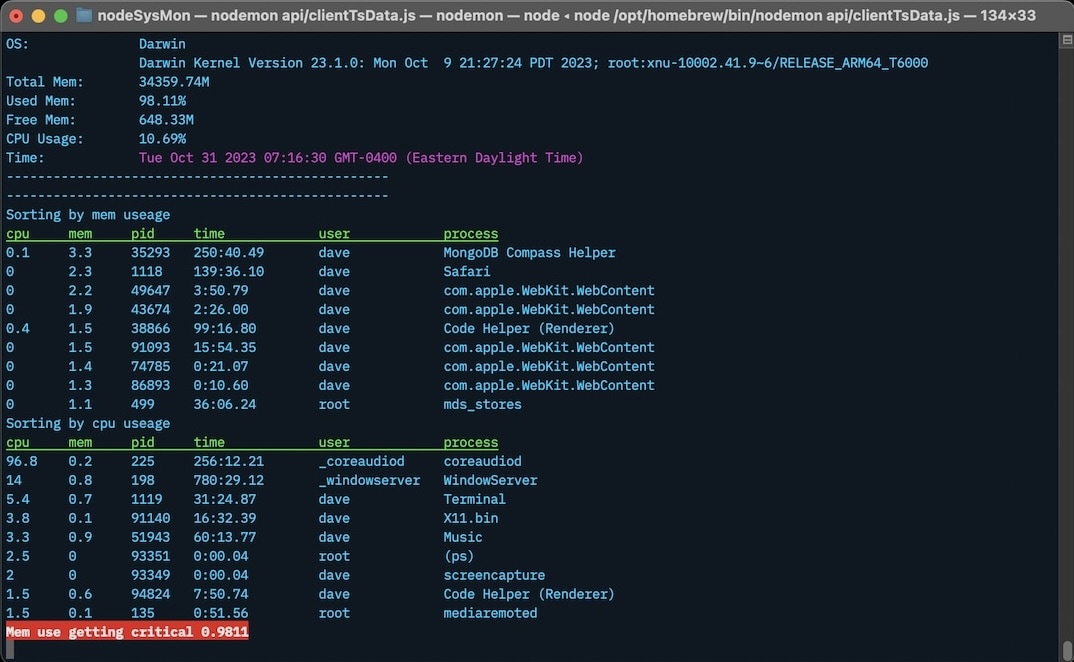 nodeSysMon — nodemon api/clientTsData.js — nodemon — node ◂ node /opt/homebrew/bin/nodemon api/clientTsData.js — 134×33
OS: Darwin
Darwin Kernel Version 23.1.0: Mon Oct  9 21:27:24 PDT 2023; root:xnu-10002.41.9~6/RELEASE_ARM64_T6000
Total Mem: 34359.74M
Used Mem: 98.11%
Free Mem: 648.33M
CPU Usage: 10.69%
Time: Tue Oct 31 2023 07:16:30 GMT-0400 (Eastern Daylight Time)
-------------------------------------------------
-------------------------------------------------
Sorting by mem useage
cpu mem pid time user process
0.1 3.3 35293 250:40.49 dave MongoDB Compass Helper
0 2.3 1118 139:36.10 dave Safari
0 2.2 49647 3:50.79 dave com.apple.WebKit.WebContent
0 1.9 43674 2:26.00 dave com.apple.WebKit.WebContent
0.4 1.5 38866 99:16.80 dave Code Helper (Renderer)
0 1.5 91093 15:54.35 dave com.apple.WebKit.WebContent
0 1.4 74785 0:21.07 dave com.apple.WebKit.WebContent
0 1.3 86893 0:10.60 dave com.apple.WebKit.WebContent
0 1.1 499 36:06.24 root mds_stores
Sorting by cpu useage
cpu mem pid time user process
96.8 0.2 225 256:12.21 _coreaudiod coreaudiod
14 0.8 198 780:29.12 _windowserver WindowServer
5.4 0.7 1119 31:24.87 dave Terminal
3.8 0.1 91140 16:32.39 dave X11.bin
3.3 0.9 51943 60:13.77 dave Music
2.5 0 93351 0:00.04 root (ps)
2 0 93349 0:00.04 dave screencapture
1.5 0.6 94824 7:50.74 dave Code Helper (Renderer)
1.5 0.1 135 0:51.56 root mediaremoted
Mem use getting critical 0.9811